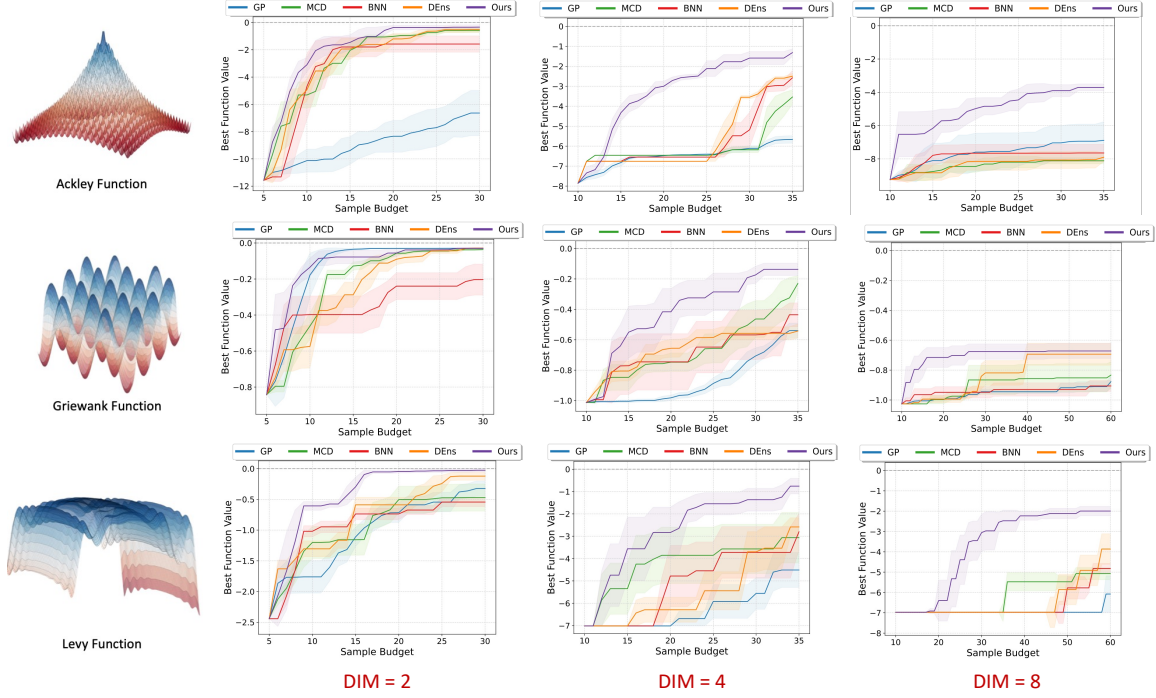 GP MCD BNN DEns Ours
GP MCD BNN DEns Ours
GP MCD BNN DEns Ours
Best Function Value
0
−2
−4
−6
−8
−10
−12
5 10 15 20 25 30
Sample Budget
Best Function Value
0
−1
−2
−3
−4
−5
−6
−7
−8
10 15 20 25 30 35
Sample Budget
Best Function Value
0
−2
−4
−6
−8
10 15 20 25 30 35
Sample Budget
Ackley Function
GP MCD BNN DEns Ours
GP MCD BNN DEns Ours
GP MCD BNN DEns Ours
Best Function Value
0.0
−0.2
−0.4
−0.6
−0.8
5 10 15 20 25 30
Sample Budget
Best Function Value
0.0
−0.2
−0.4
−0.6
−0.8
−1.0
10 15 20 25 30 35
Sample Budget
Best Function Value
0.0
−0.2
−0.4
−0.6
−0.8
−1.0
10 20 30 40 50 60
Sample Budget
Griewank Function
GP MCD BNN DEns Ours
GP MCD BNN DEns Ours
GP MCD BNN DEns Ours
Best Function Value
0.0
−0.5
−1.0
−1.5
−2.0
−2.5
5 10 15 20 25 30
Sample Budget
Best Function Value
0
−1
−2
−3
−4
−5
−6
−7
10 15 20 25 30 35
Sample Budget
Best Function Value
0
−1
−2
−3
−4
−5
−6
−7
−8
10 20 30 40 50 60
Sample Budget
Levy Function
DIM = 2
DIM = 4
DIM = 8